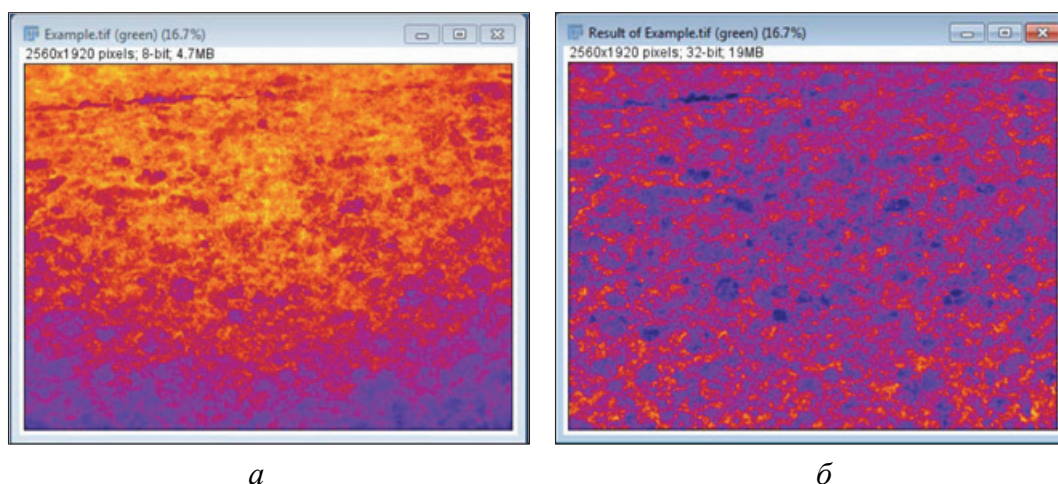 Example.tif (green) (16.7%)
2560x1920 pixels; 8-bit; 4.7MB
Result of Example.tif (green) (16.7%)
2560x1920 pixels; 32-bit; 19MB
а
б